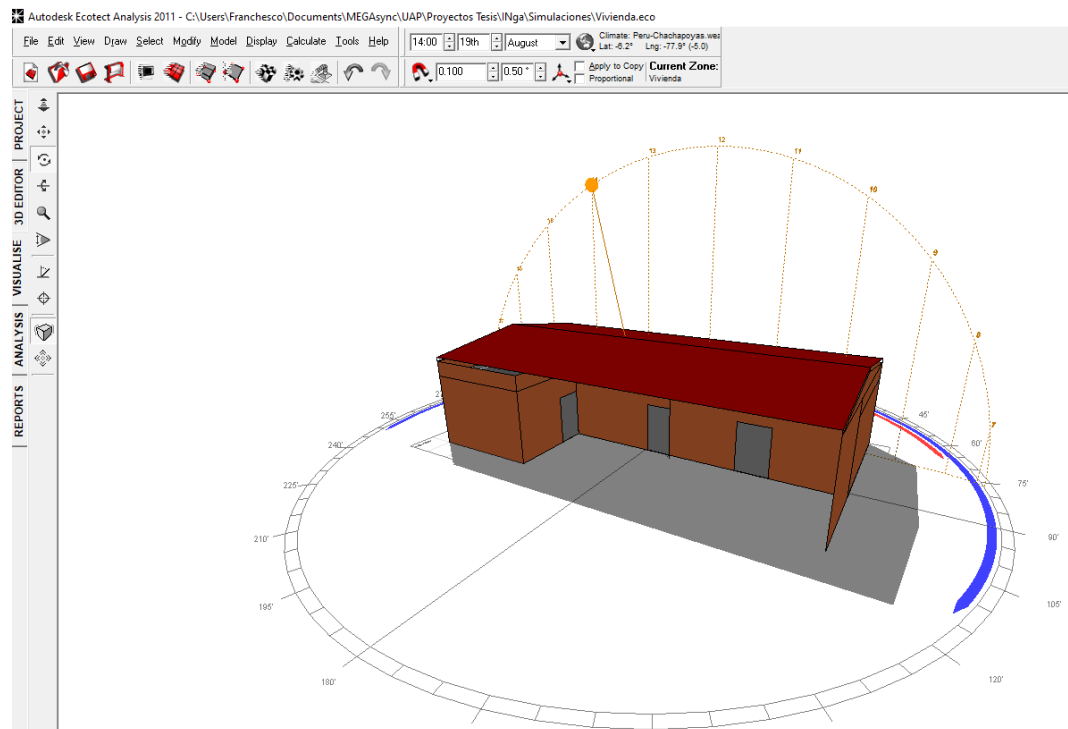 Autodesk Ecotect Analysis 2011 - C:\Users\Franchesco\Documents\MEGAsync\UAP\Proyectos Tesis\INga\Simulaciones\Vivienda.eco
File Edit View Draw Select Modify Model Display Calculate Tools Help
14:00 19th August Climate: Peru-Chachapoyas.wea
Lat: -6.2° Lng: -77.9° (-5.0)
0.100 0.50 ° Apply to Copy Current Zone:
Proportional Vivienda
PROJECT
3D EDITOR
VISUALISE
ANALYSIS
REPORTS
12
13
11
10
9
8
7
45°
60°
75°
90°
105°
120°
180°
195°
210°
225°
240°
255°